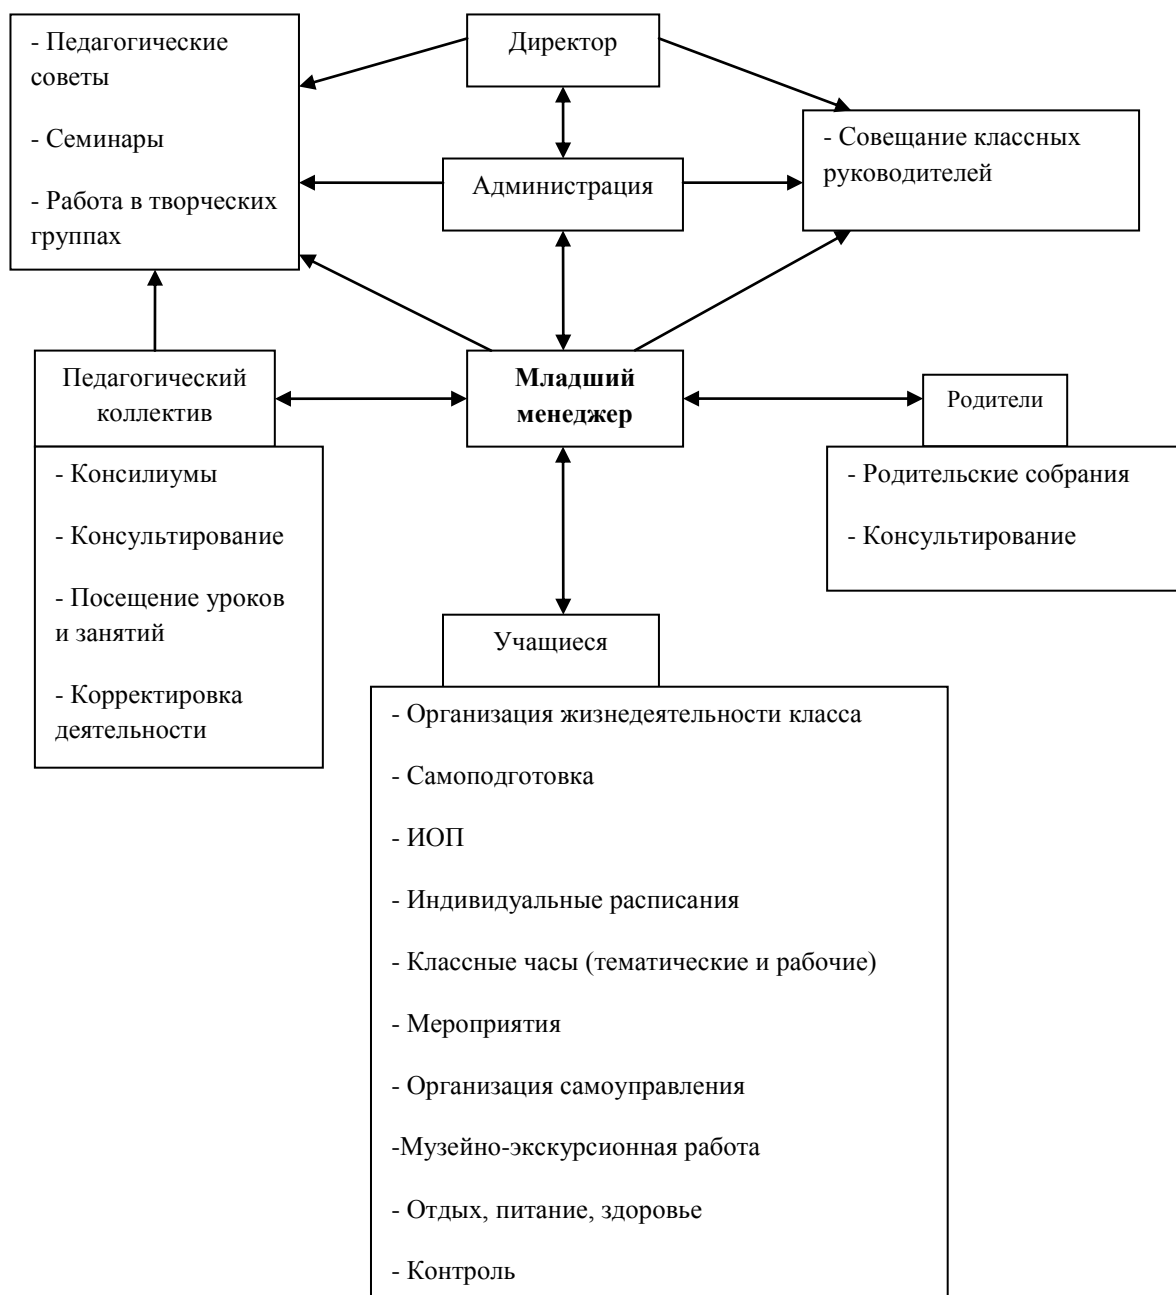 - Педагогические
советы
- Семинары
- Работа в творческих
группах
Директор
Администрация
- Совещание классных
руководителей
Педагогический
коллектив
Младший
менеджер
Родители
- Консилиумы
- Консультирование
- Посещение уроков
и занятий
- Корректировка
деятельности
- Родительские собрания
- Консультирование
Учащиеся
- Организация жизнедеятельности класса
- Самоподготовка
- ИОП
- Индивидуальные расписания
- Классные часы (тематические и рабочие)
- Мероприятия
- Организация самоуправления
-Музейно-экскурсионная работа
- Отдых, питание, здоровье
- Контроль